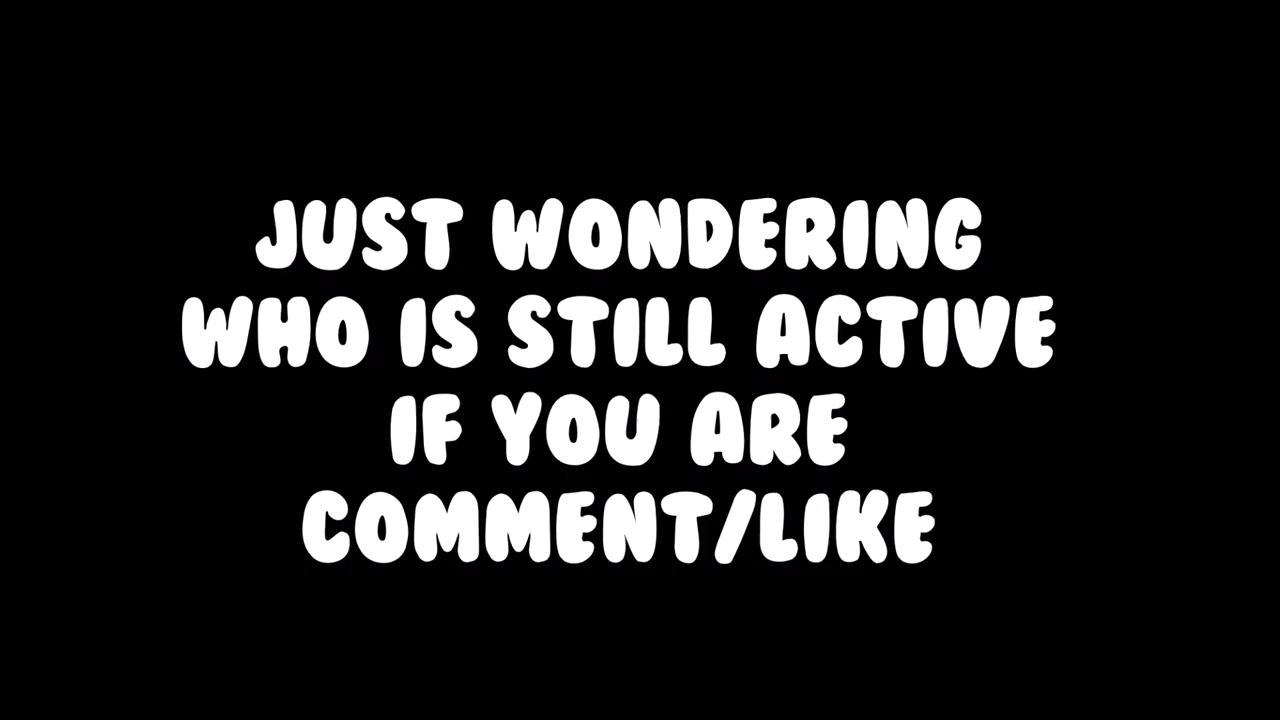 JUST WONDERING
WHO IS STILL ACTIVE
IF YOU ARE
COMMENT/LIKE